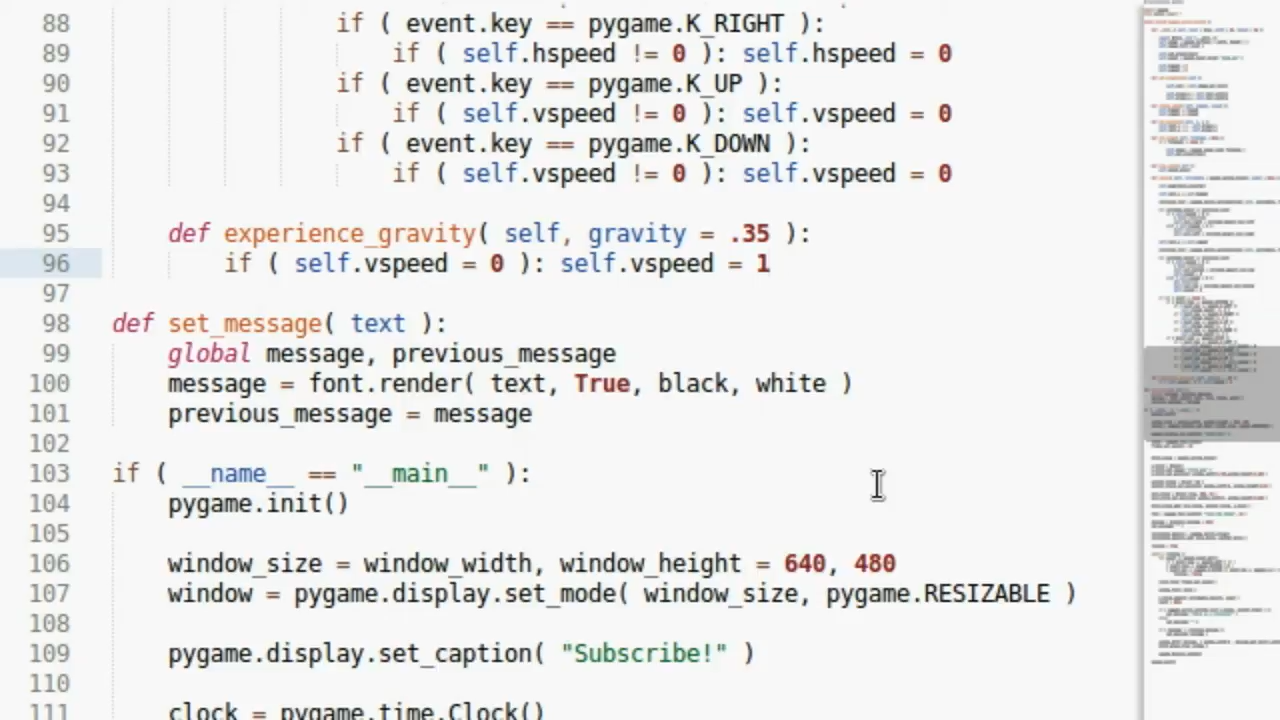 88 if ( event.key == pygame.K_RIGHT ):
89 if ( self.hspeed != 0 ): self.hspeed = 0
90 if ( event.key == pygame.K_UP ):
91 if ( self.vspeed != 0 ): self.vspeed = 0
92 if ( event.key == pygame.K_DOWN ):
93 if ( self.vspeed != 0 ): self.vspeed = 0
94
95 def experience_gravity( self, gravity = .35 ):
96 if ( self.vspeed = 0 ): self.vspeed = 1
97
98 def set_message( text ):
99 global message, previous_message
100 message = font.render( text, True, black, white )
101 previous_message = message
102
103 if ( __name__ == "__main__" ):
104 pygame.init()
105
106 window_size = window_width, window_height = 640, 480
107 window = pygame.display.set_mode( window_size, pygame.RESIZABLE )
108
109 pygame.display.set_caption( "Subscribe!" )
110
111 clock = pygame.time.Clock()